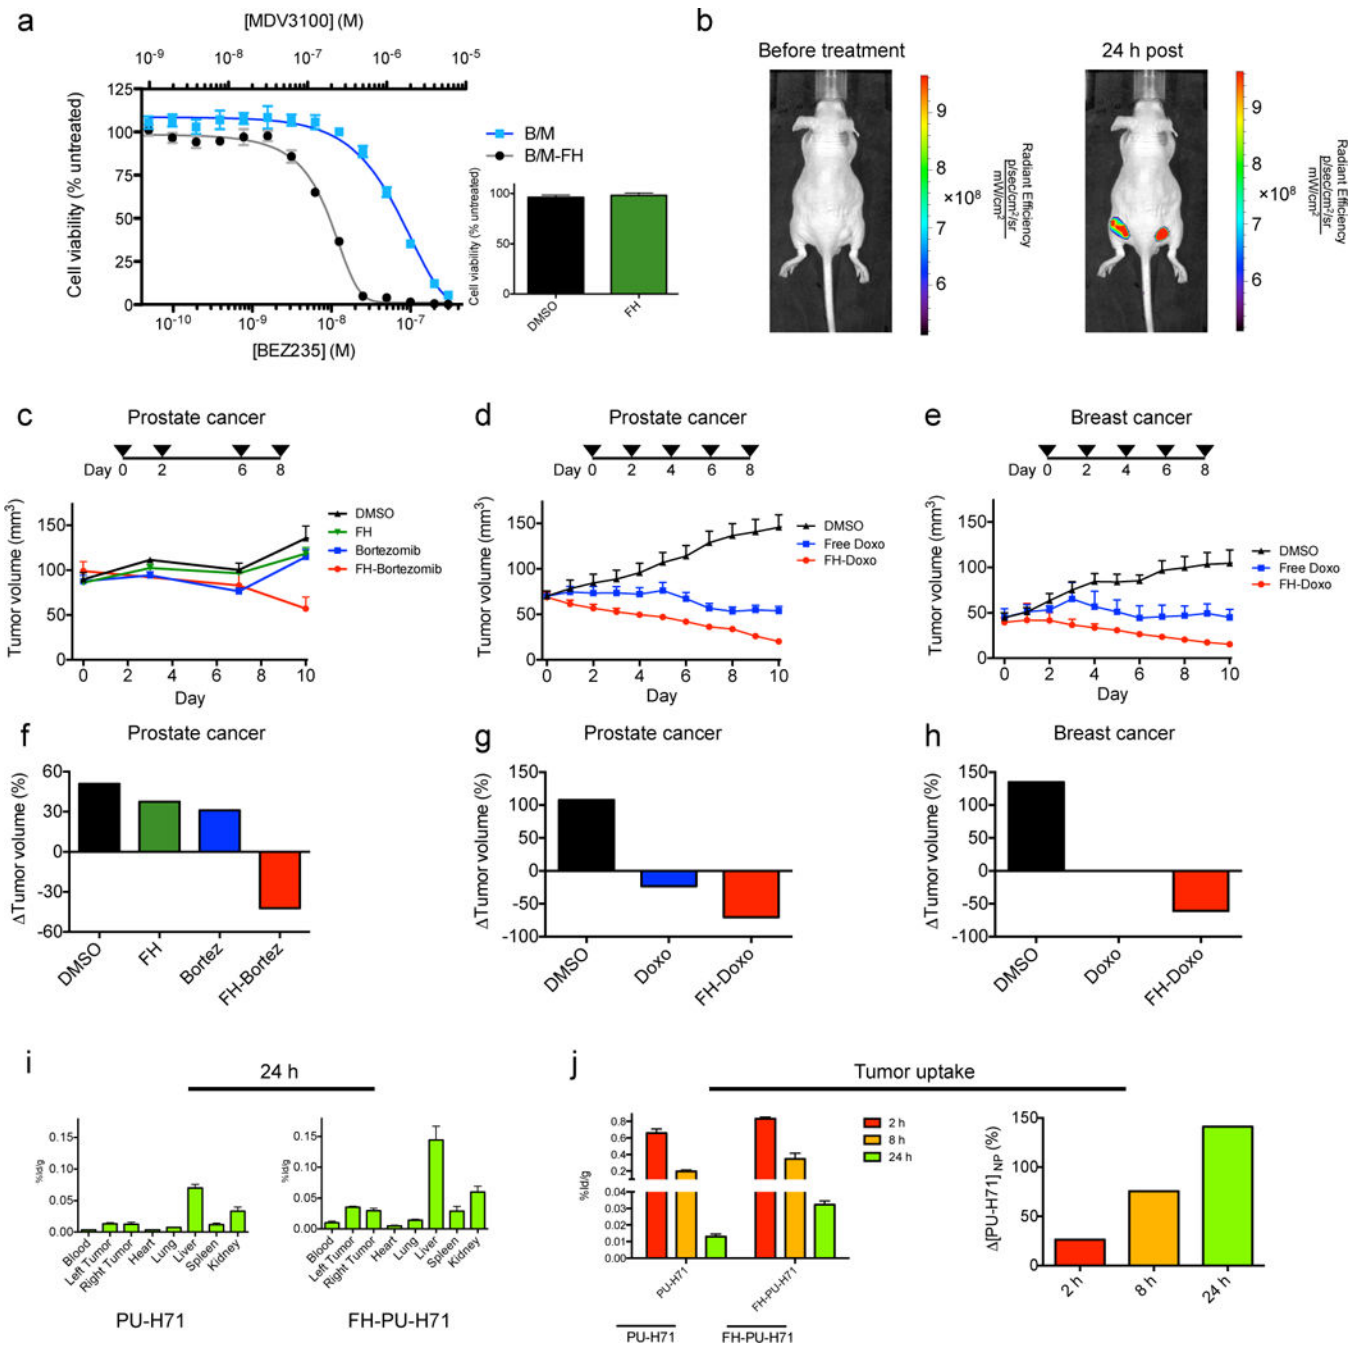 a
[MDV3100] (M)
10-9 10-8 10-7 10-6 10-5
Cell viability (% untreated)
125
100
75
50
25
0
10-10 10-9 10-8 10-7
[BEZ235] (M)
B/M
B/M-FH
Cell viability (% untreated)
100
50
0
DMSO FH
b
Before treatment
24 h post
9
8
×10⁸
7
6
Radiant Efficiency
p/sec/cm²/sr
mW/cm²
9
8
×10⁸
7
6
Radiant Efficiency
p/sec/cm²/sr
mW/cm²
c
Prostate cancer
Day 0 2 6 8
Tumor volume (mm³)
150
100
50
0
0 2 4 6 8 10
Day
DMSO
FH
Bortezomib
FH-Bortezomib
d
Prostate cancer
Day 0 2 4 6 8
Tumor volume (mm³)
150
100
50
0
0 2 4 6 8 10
Day
DMSO
Free Doxo
FH-Doxo
e
Breast cancer
Day 0 2 4 6 8
Tumor volume (mm³)
150
100
50
0
0 2 4 6 8 10
Day
DMSO
Free Doxo
FH-Doxo
f
Prostate cancer
ΔTumor volume (%)
60
30
0
-30
-60
DMSO FH Bortez FH-Bortez
g
Prostate cancer
ΔTumor volume (%)
150
100
50
0
-50
-100
DMSO Doxo FH-Doxo
h
Breast cancer
ΔTumor volume (%)
150
100
50
0
-50
-100
DMSO Doxo FH-Doxo
i
24 h
%Id/g
0.15
0.10
0.05
0.00
Blood Left Tumor Right Tumor Heart Lung Liver Spleen Kidney
PU-H71
%Id/g
0.15
0.10
0.05
0.00
Blood Left Tumor Right Tumor Heart Lung Liver Spleen Kidney
FH-PU-H71
j
Tumor uptake
%Id/g
0.8
0.6
0.4
0.2
0.04
0.03
0.02
0.01
0.00
PU-H71 FH-PU-H71
PU-H71 FH-PU-H71
2 h
8 h
24 h
Δ[PU-H71]NP (%)
150
100
50
0
2 h 8 h 24 h